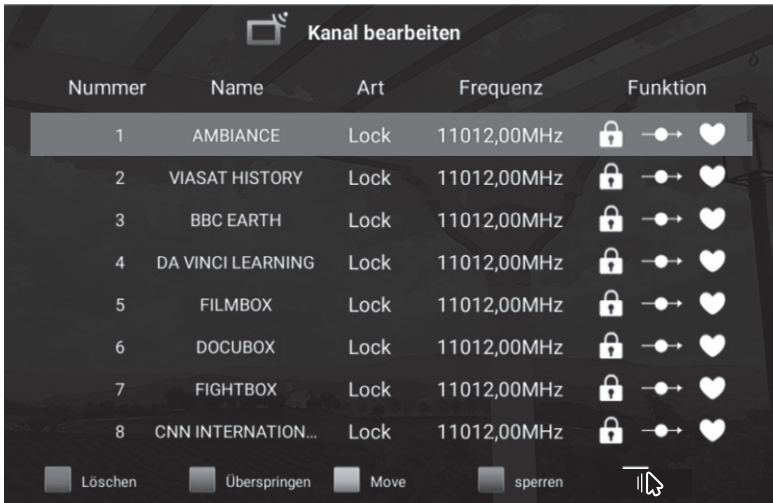 Kanal bearbeiten
Nummer Name Art Frequenz Funktion
1 AMBIANCE Lock 11012,00MHz
2 VIASAT HISTORY Lock 11012,00MHz
3 BBC EARTH Lock 11012,00MHz
4 DA VINCI LEARNING Lock 11012,00MHz
5 FILMBOX Lock 11012,00MHz
6 DOCUBOX Lock 11012,00MHz
7 FIGHTBOX Lock 11012,00MHz
8 CNN INTERNATION... Lock 11012,00MHz
Löschen Überspringen Move sperren